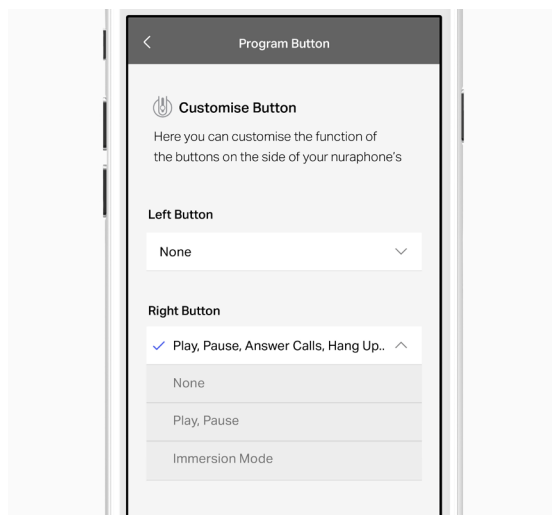 Program Button
Customise Button
Here you can customise the function of
the buttons on the side of your nuraphone's
Left Button
None
Right Button
Play, Pause, Answer Calls, Hang Up..
None
Play, Pause
Immersion Mode